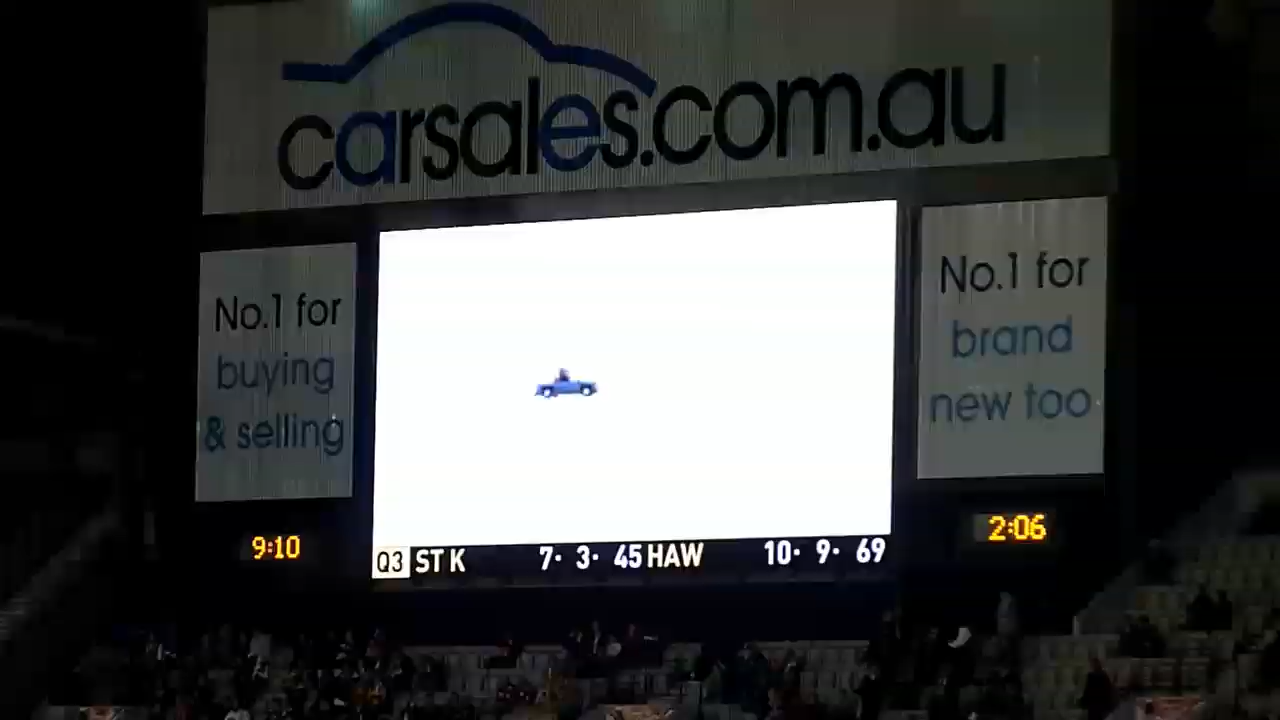 carsales.com.au
No.1 for
buying
& selling
No.1 for
brand
new too
9:10
2:06
Q3 ST K 7· 3· 45 HAW 10· 9· 69